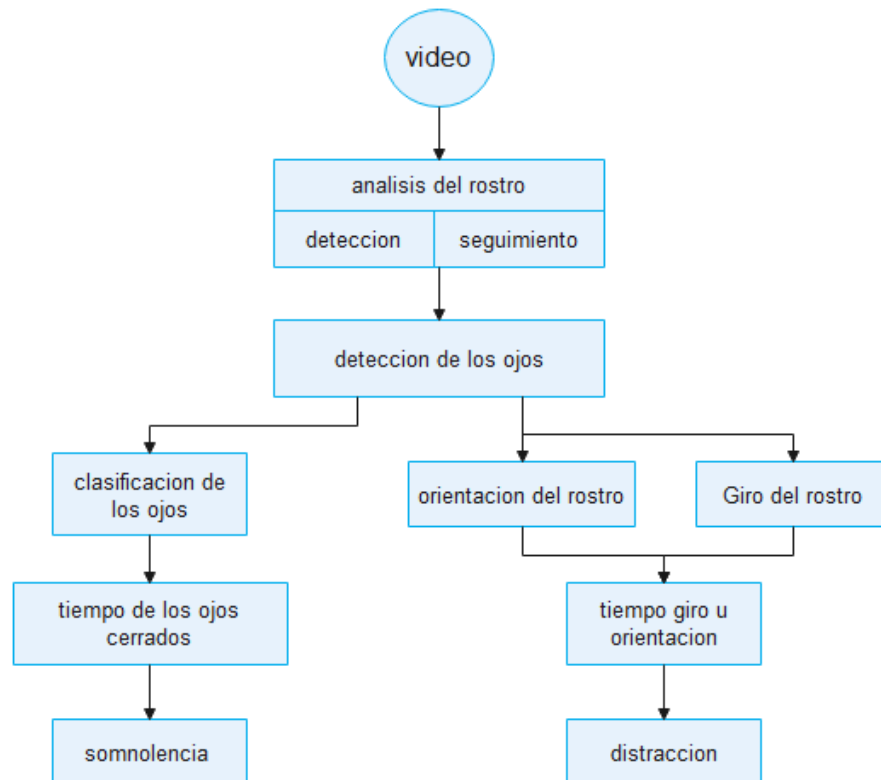 video
analisis del rostro
deteccion
seguimiento
deteccion de los ojos
clasificacion de
los ojos
orientacion del rostro
Giro del rostro
tiempo de los ojos
cerrados
tiempo giro u
orientacion
somnolencia
distraccion